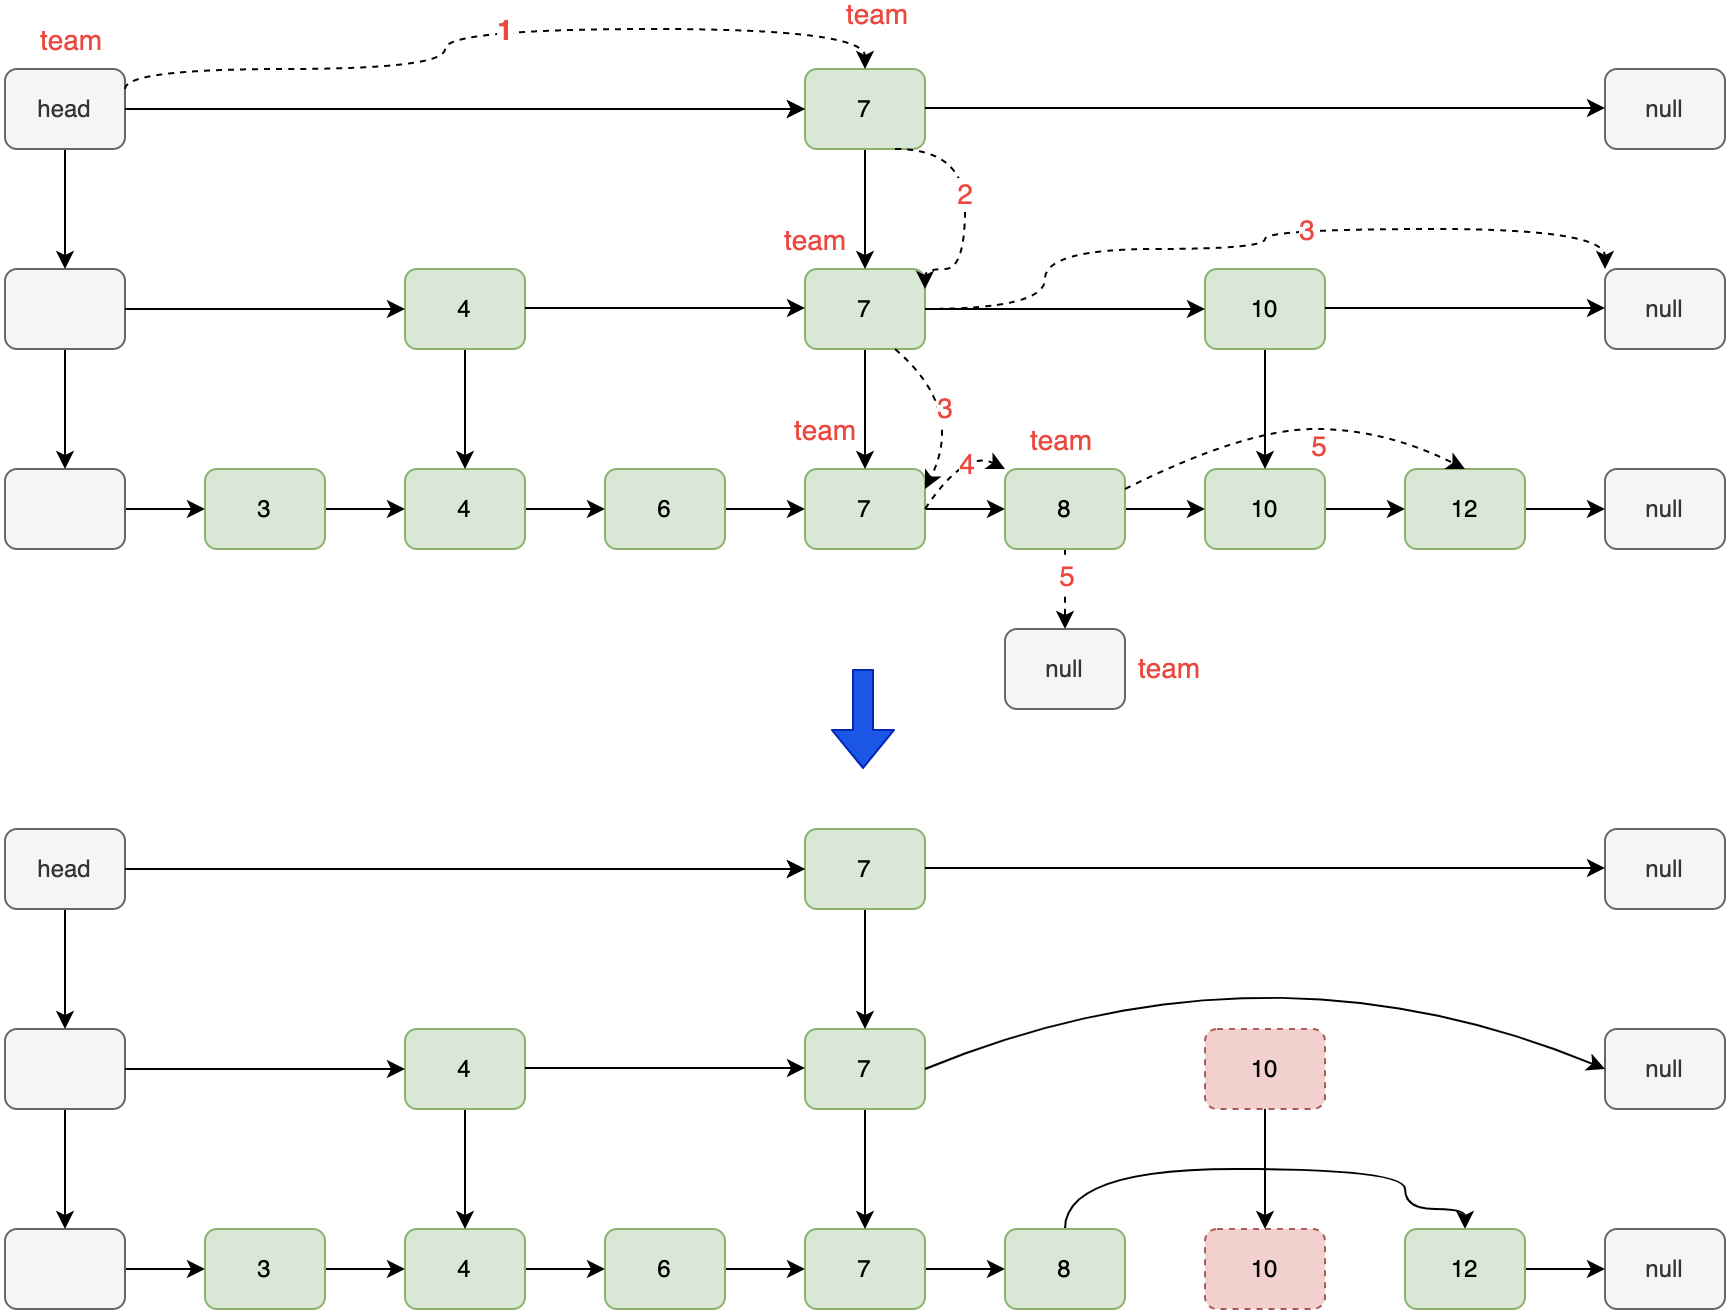 team 1 team
head 7 null
2
team 3
4 7 10 null
3
team 4 team 5
3 4 6 7 8 10 12 null
5
null team
head 7 null
4 7 10 null
3 4 6 7 8 10 12 null